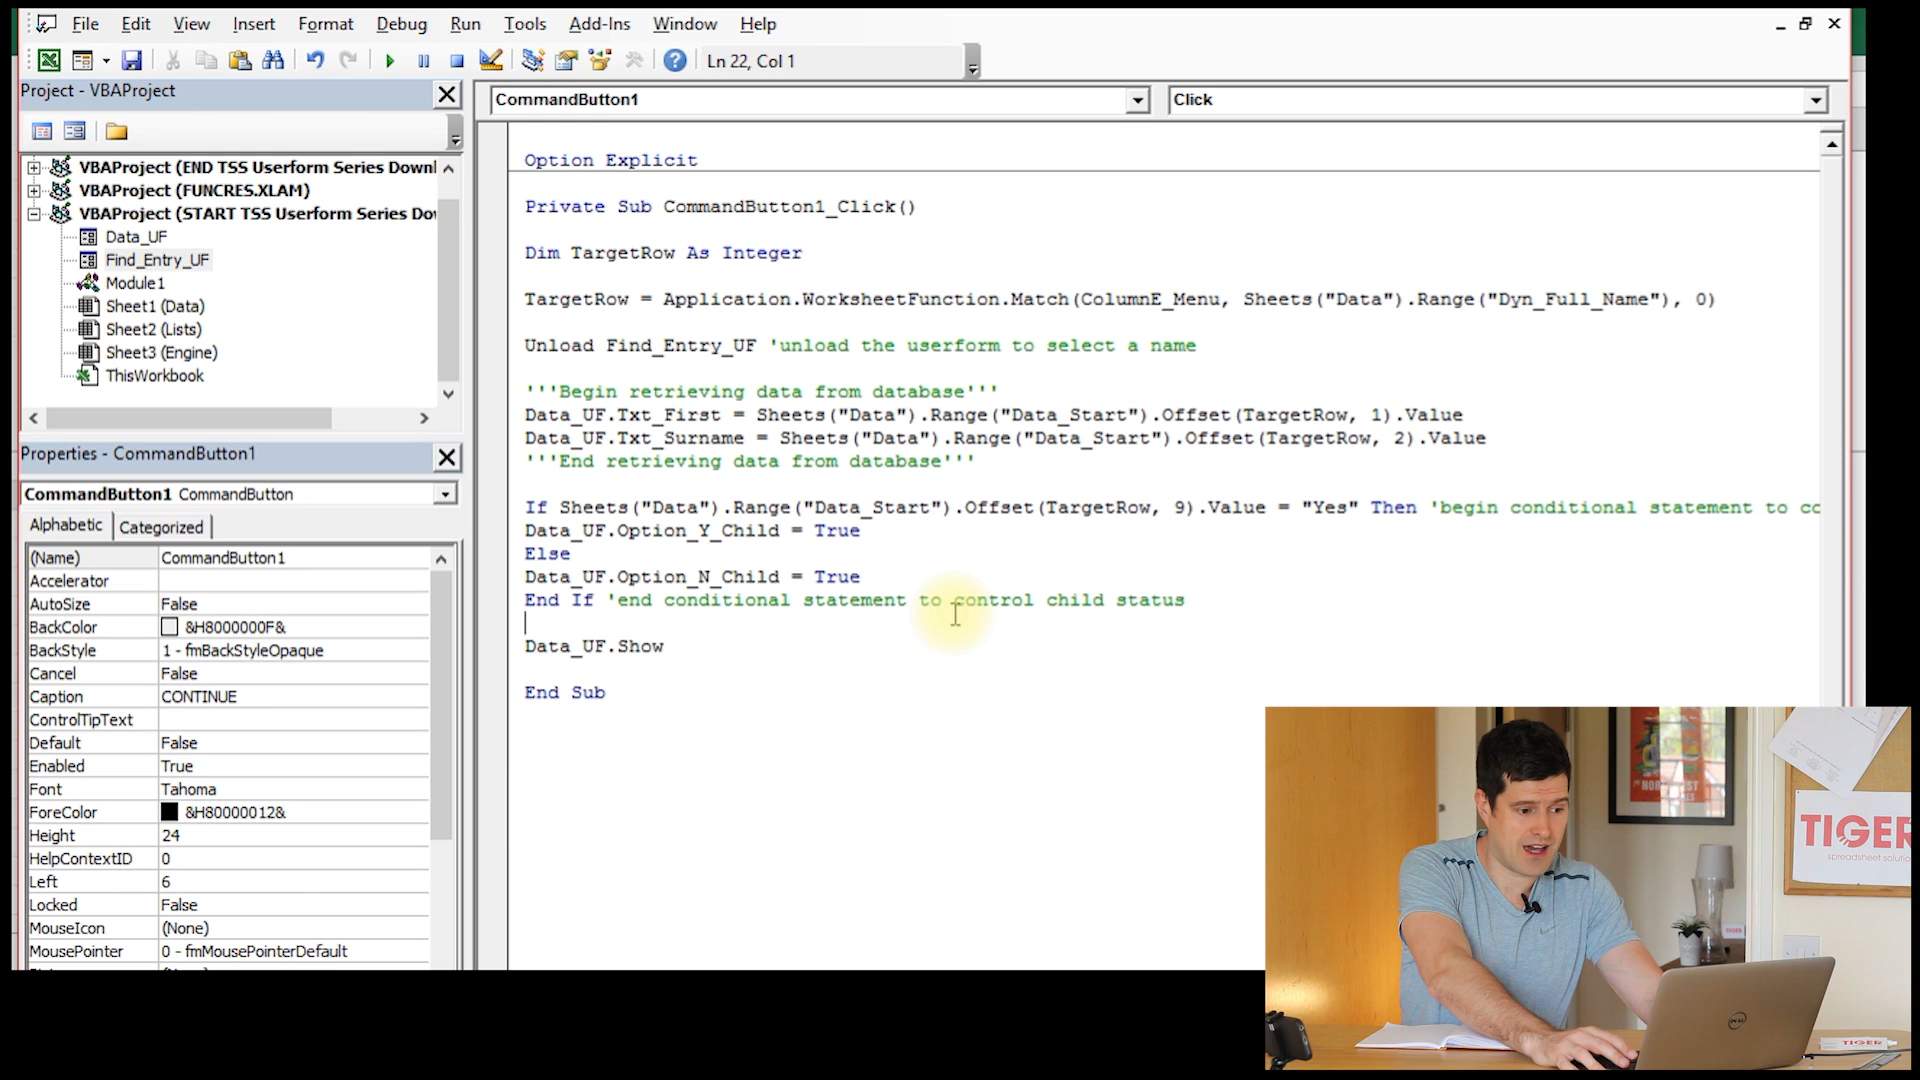 File Edit View Insert Format Debug Run Tools Add-Ins Window Help
Ln 22, Col 1
Project - VBAProject
VBAProject (END TSS Userform Series Downl
VBAProject (FUNCRES.XLAM)
VBAProject (START TSS Userform Series Do
Data_UF
Find_Entry_UF
Module1
Sheet1 (Data)
Sheet2 (Lists)
Sheet3 (Engine)
ThisWorkbook
Properties - CommandButton1
CommandButton1 CommandButton
Alphabetic Categorized
(Name) CommandButton1
Accelerator
AutoSize False
BackColor &H8000000F&
BackStyle 1 - fmBackStyleOpaque
Cancel False
Caption CONTINUE
ControlTipText
Default False
Enabled True
Font Tahoma
ForeColor &H80000012&
Height 24
HelpContextID 0
Left 6
Locked False
MouseIcon (None)
MousePointer 0 - fmMousePointerDefault
CommandButton1 Click
Option Explicit
Private Sub CommandButton1_Click()
Dim TargetRow As Integer
TargetRow = Application.WorksheetFunction.Match(ColumnE_Menu, Sheets("Data").Range("Dyn_Full_Name"), 0)
Unload Find_Entry_UF 'unload the userform to select a name
'''Begin retrieving data from database'''
Data_UF.Txt_First = Sheets("Data").Range("Data_Start").Offset(TargetRow, 1).Value
Data_UF.Txt_Surname = Sheets("Data").Range("Data_Start").Offset(TargetRow, 2).Value
'''End retrieving data from database'''
If Sheets("Data").Range("Data_Start").Offset(TargetRow, 9).Value = "Yes" Then 'begin conditional statement to co
Data_UF.Option_Y_Child = True
Else
Data_UF.Option_N_Child = True
End If 'end conditional statement to control child status
Data_UF.Show
End Sub
TIGER
spreadsheet soluti
DELL
TIGER